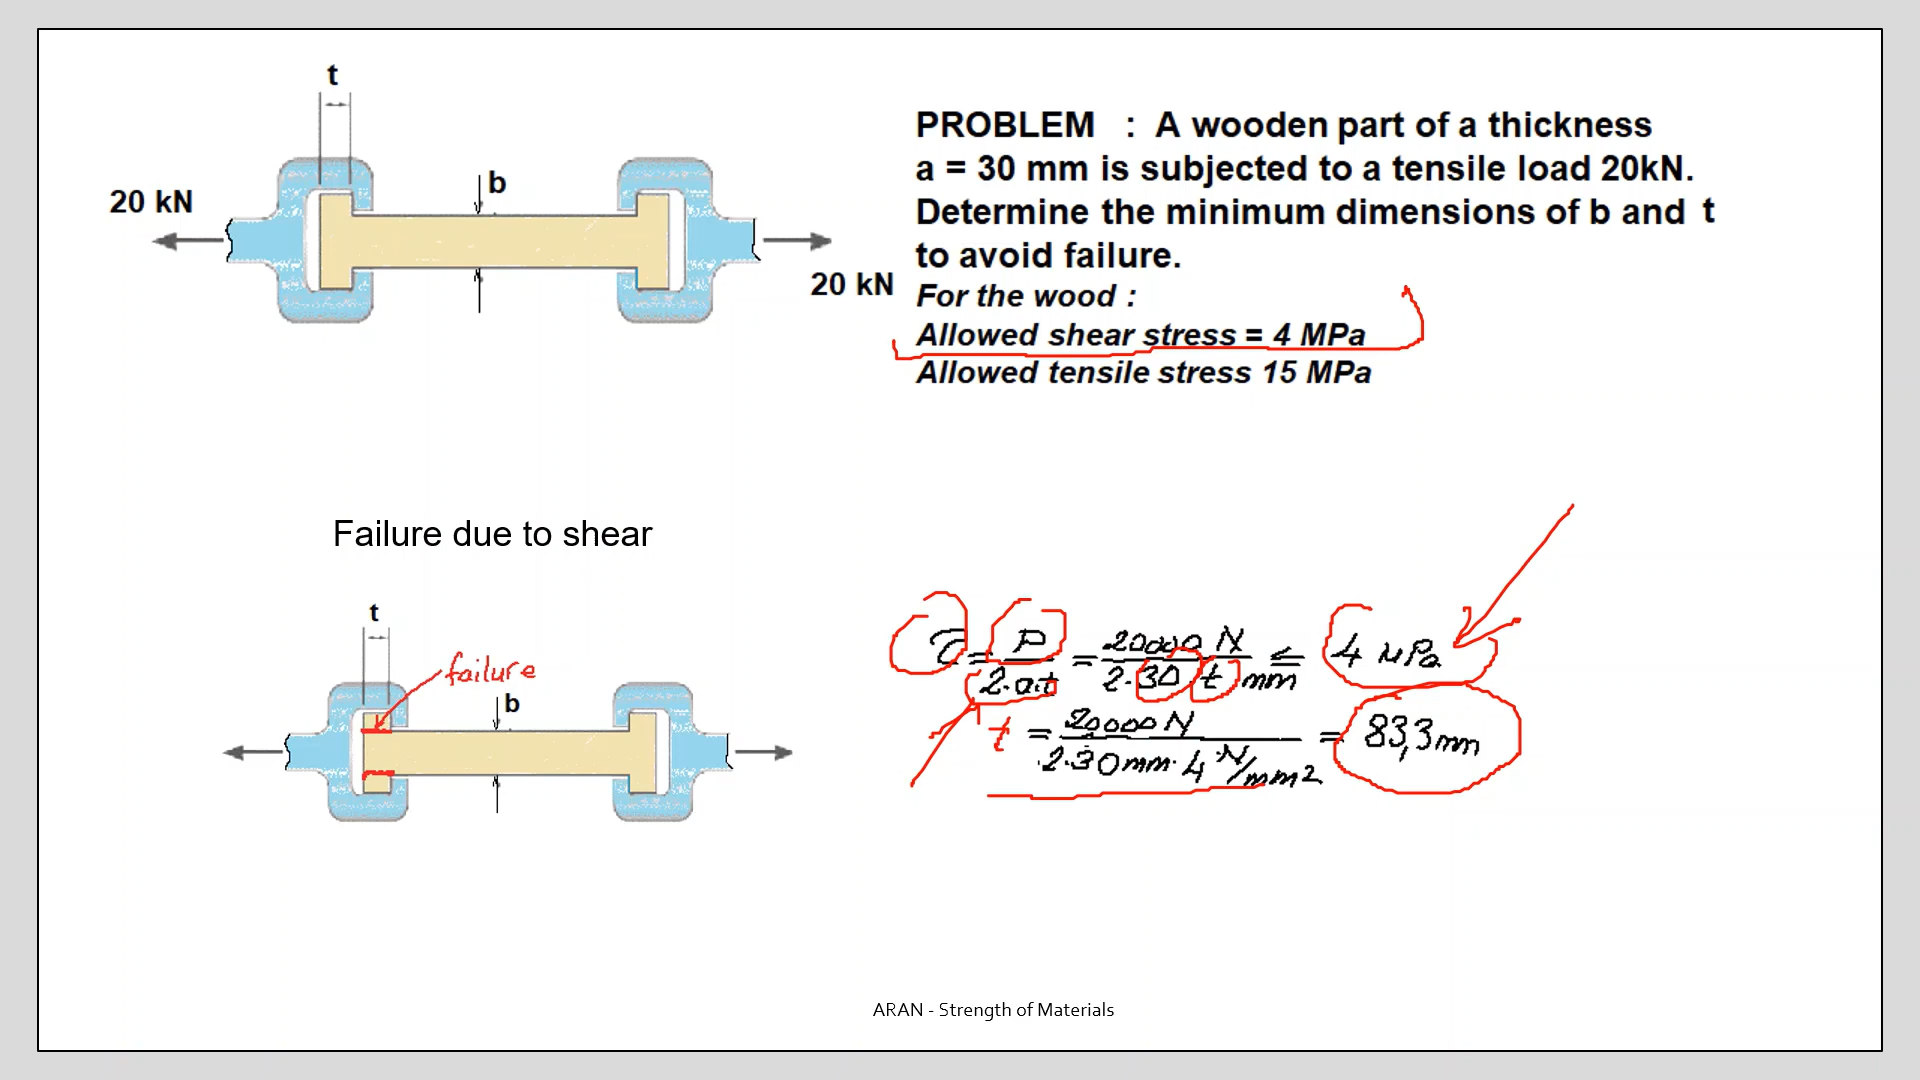 t
20 kN
b
20 kN
PROBLEM : A wooden part of a thickness
a = 30 mm is subjected to a tensile load 20kN.
Determine the minimum dimensions of b and t
to avoid failure.
For the wood :
Allowed shear stress = 4 MPa
Allowed tensile stress 15 MPa
Failure due to shear
t
failure
b
τ = P / 2·a·t = 20000 N / 2·30·t mm ≤ 4 MPa
t = 20000 N / 2·30mm·4 N/mm2 = 83,3mm
ARAN - Strength of Materials